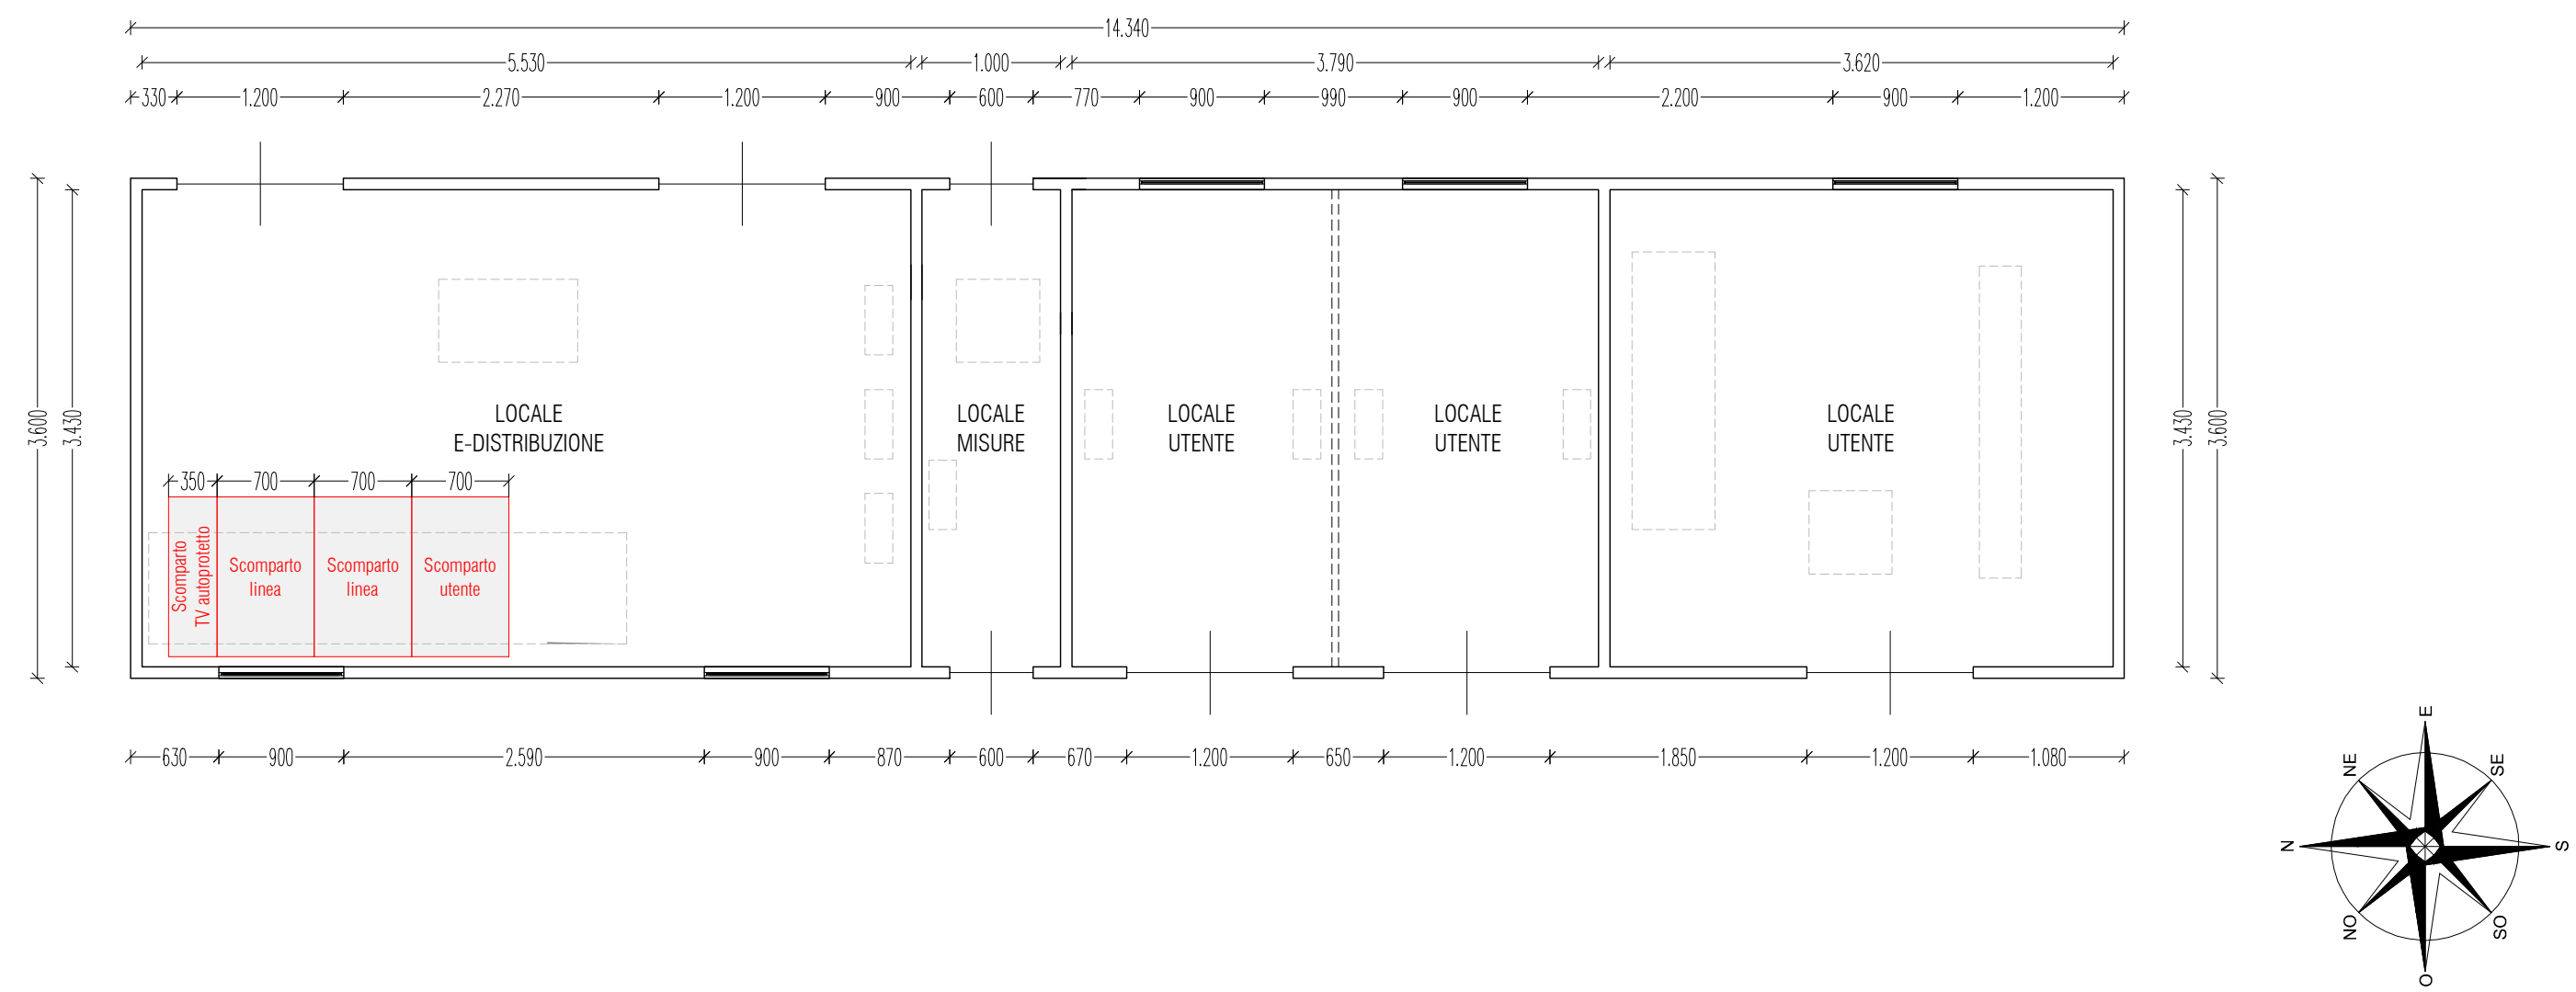 14.340
5.530 1.000 3.790 3.620
330 1.200 2.270 1.200 900 600 770 900 990 900 2.200 900 1.200
3.600 3.430
LOCALE
E-DISTRIBUZIONE
LOCALE
MISURE
LOCALE
UTENTE
LOCALE
UTENTE
LOCALE
UTENTE
3.430 3.600
350 700 700 700
Scomparto
TV autoprotetto
Scomparto
linea
Scomparto
linea
Scomparto
utente
630 900 2.590 900 870 600 670 1.200 650 1.200 1.850 1.200 1.080
E
NE SE
N S
NO SO
O